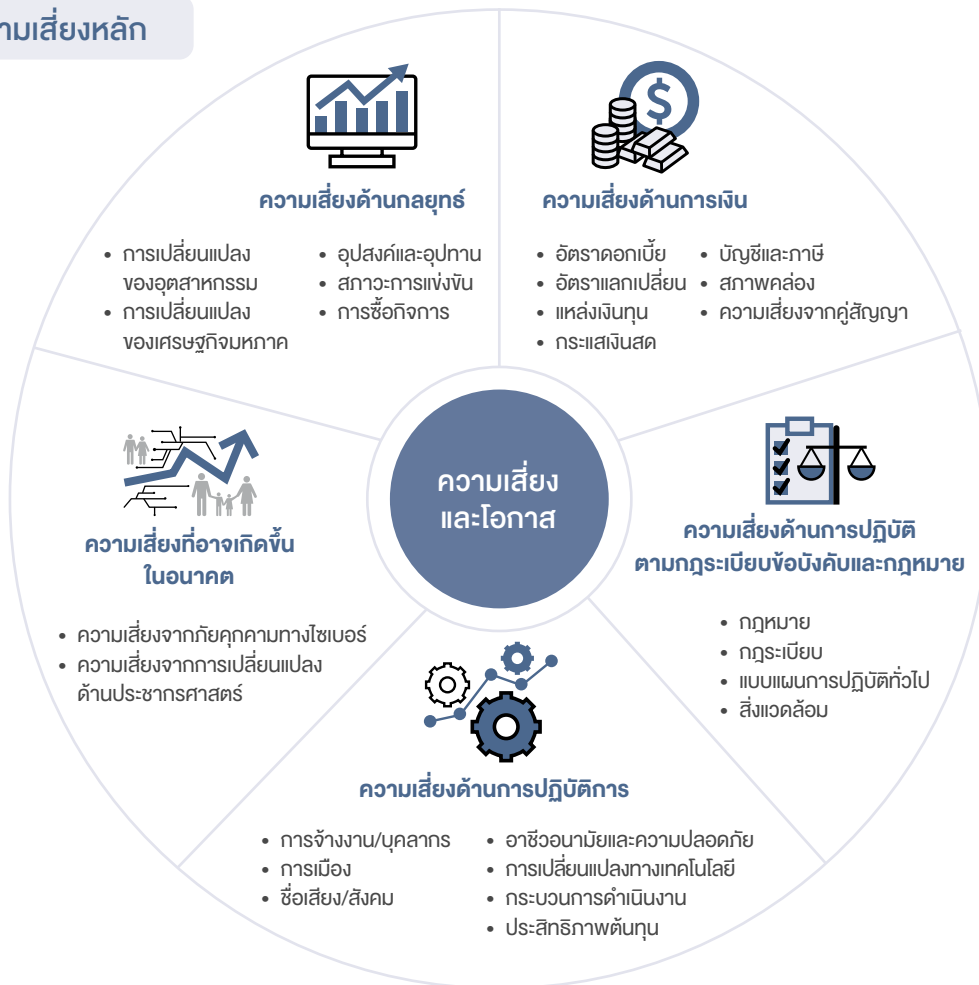 ามเสี่ยงหลัก
ความเสี่ยงด้านกลยุทธ์
• การเปลี่ยนแปลง
ของอุตสาหกรรม
• การเปลี่ยนแปลง
ของเศรษฐกิจมหภาค
• อุปสงค์และอุปทาน
• สภาวะการแข่งขัน
• การซื้อกิจการ
$
ความเสี่ยงด้านการเงิน
• อัตราดอกเบี้ย
• อัตราแลกเปลี่ยน
• แหล่งเงินทุน
• กระแสเงินสด
• บัญชีและภาษี
• สภาพคล่อง
• ความเสี่ยงจากคู่สัญญา
ความเสี่ยง
และโอกาส
ความเสี่ยงด้านการปฏิบัติ
ตามกฎระเบียบข้อบังคับและกฎหมาย
• กฎหมาย
• กฎระเบียบ
• แบบแผนการปฏิบัติทั่วไป
• สิ่งแวดล้อม
ความเสี่ยงที่อาจเกิดขึ้น
ในอนาคต
• ความเสี่ยงจากภัยคุกคามทางไซเบอร์
• ความเสี่ยงจากการเปลี่ยนแปลง
ด้านประชากรศาสตร์
ความเสี่ยงด้านการปฏิบัติการ
• การจ้างงาน/บุคลากร
• การเมือง
• ชื่อเสียง/สังคม
• อาชีวอนามัยและความปลอดภัย
• การเปลี่ยนแปลงทางเทคโนโลยี
• กระบวนการดำเนินงาน
• ประสิทธิภาพต้นทุน